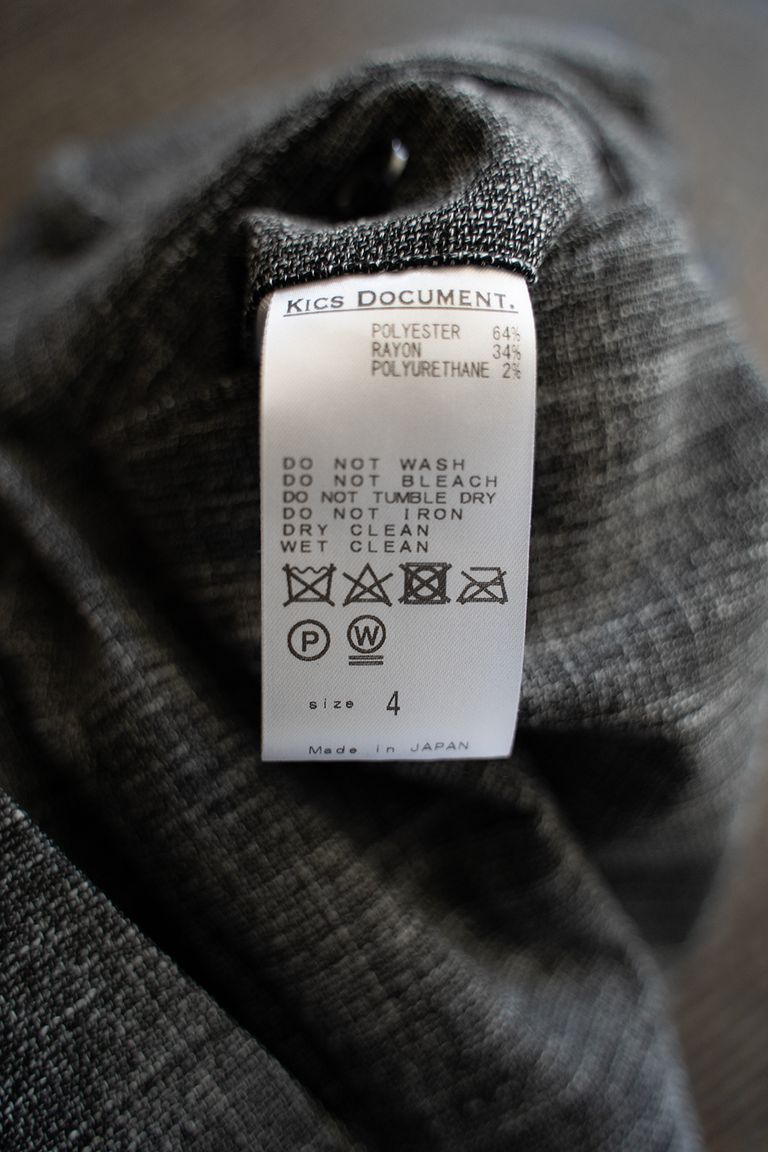 KICS DOCUMENT.
POLYESTER 64%
RAYON 34%
POLYURETHANE 2%
DO NOT WASH
DO NOT BLEACH
DO NOT TUMBLE DRY
DO NOT IRON
DRY CLEAN
WET CLEAN
P W
size 4
Made in JAPAN